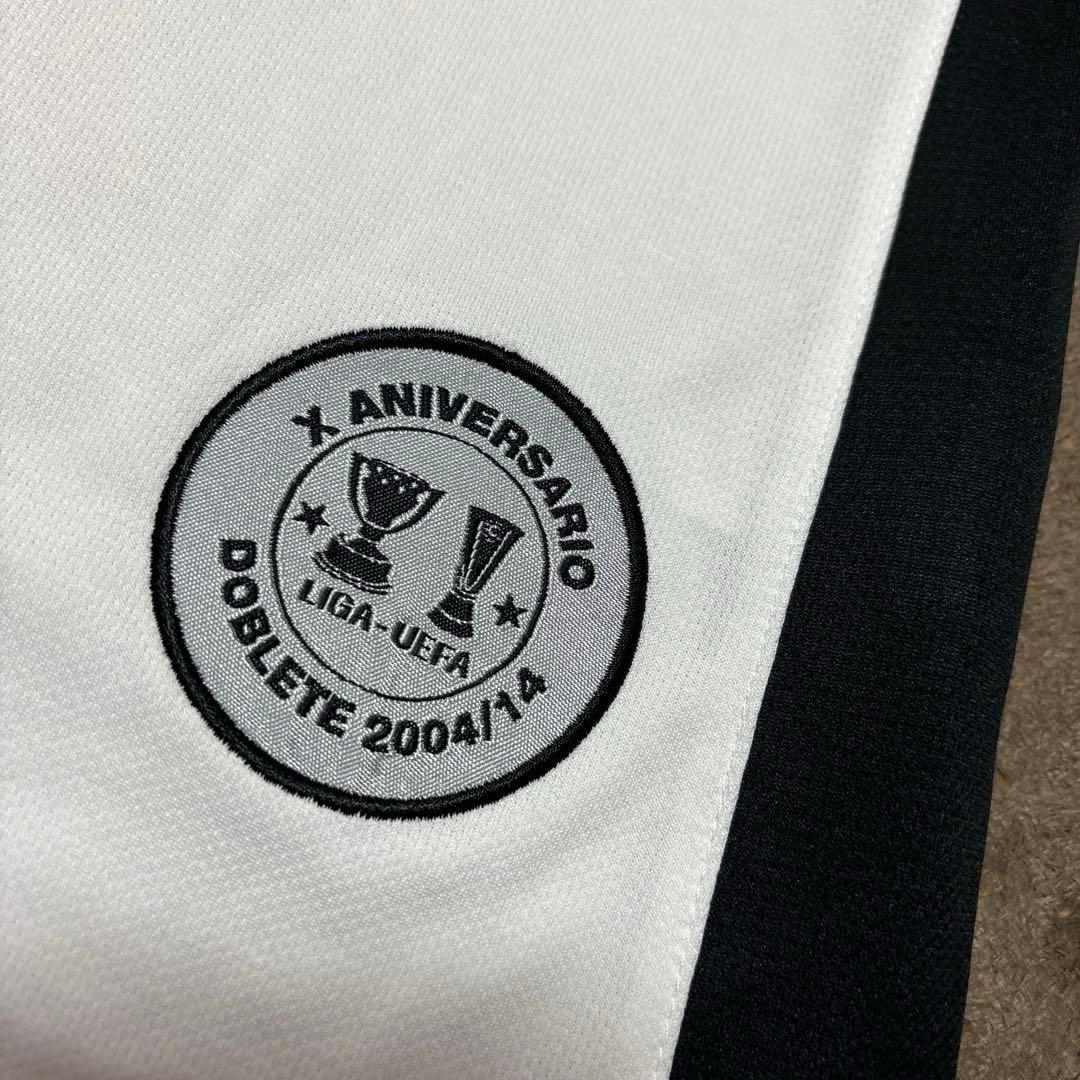 X ANIVERSARIO
LIGA-UEFA
DOBLETE 2004/14